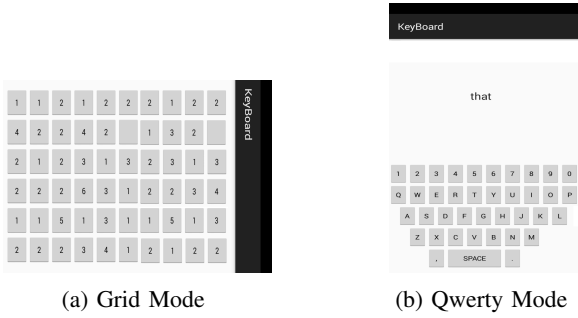 KeyBoard
1 1 2 1 2 2 2 1 2 2
4 2 2 4 2 1 3 2
2 1 2 3 1 3 2 3 1 3
2 2 2 6 3 1 2 2 3 4
1 1 5 1 3 1 1 5 1 3
2 2 2 3 4 1 2 1 2 2
(a) Grid Mode
KeyBoard
that
1 2 3 4 5 6 7 8 9 0
Q W E R T Y U I O P
A S D F G H J K L
Z X C V B N M
, SPACE .
(b) Qwerty Mode